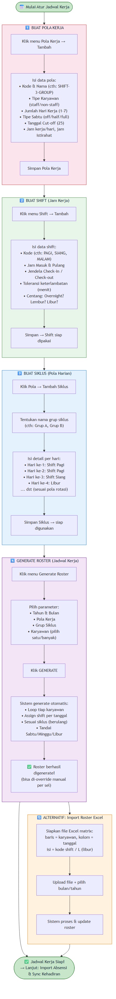 🗓️ Mulai Atur Jadwal Kerja
1️⃣ BUAT POLA KERJA
Klik menu Pola Kerja →
Tambah
Isi data pola:
• Kode & Nama (cth: SHIFT-
3-GROUP)
• Tipe Karyawan
(staff/non-staff)
• Jumlah Hari Kerja (1-7)
• Tipe Sabtu (off/half/full)
• Tanggal Cut-off (25)
• Jam kerja/hari, jam
istirahat
Simpan Pola Kerja
2️⃣ BUAT SHIFT (Jam Kerja)
Klik menu Shift → Tambah
Isi data shift:
• Kode (cth: PAGI, SIANG,
MALAM)
• Jam Masuk & Pulang
• Jendela Check-in /
Check-out
• Toleransi keterlambatan
(menit)
• Centang: Overnight?
Lembur? Libur?
Simpan → Shift siap
dipakai
3️⃣ BUAT SIKLUS (Pola Harian)
Klik Pola → Tambah Siklus
Tentukan nama grup siklus
(cth: Grup A, Grup B)
Isi detail per hari:
• Hari ke-1: Shift Pagi
• Hari ke-2: Shift Pagi
• Hari ke-3: Shift Siang
• Hari ke-4: Libur
... dst (sesuai pola rotasi)
Simpan Siklus → siap
digunakan
4️⃣ GENERATE ROSTER (Jadwal Kerja)
Klik menu Generate Roster
Pilih parameter:
• Tahun & Bulan
• Pola Kerja
• Grup Siklus
• Karyawan (pilih
satu/banyak)
Klik GENERATE
Sistem generate otomatis:
• Loop tiap karyawan
• Assign shift per tanggal
• Sesuai siklus (berulang)
• Tandai
Sabtu/Minggu/Libur
✅ Roster berhasil
digenerate!
(bisa di-override manual
per sel)
🔄 ALTERNATIF: Import Roster Excel
Siapkan file Excel matrix:
baris = karyawan, kolom =
tanggal
isi = kode shift / L (libur)
Upload file + pilih
bulan/tahun
Sistem proses & update
roster
✅ Jadwal Kerja Siap!
→ Lanjut: Import Absensi
& Sync Kehadiran